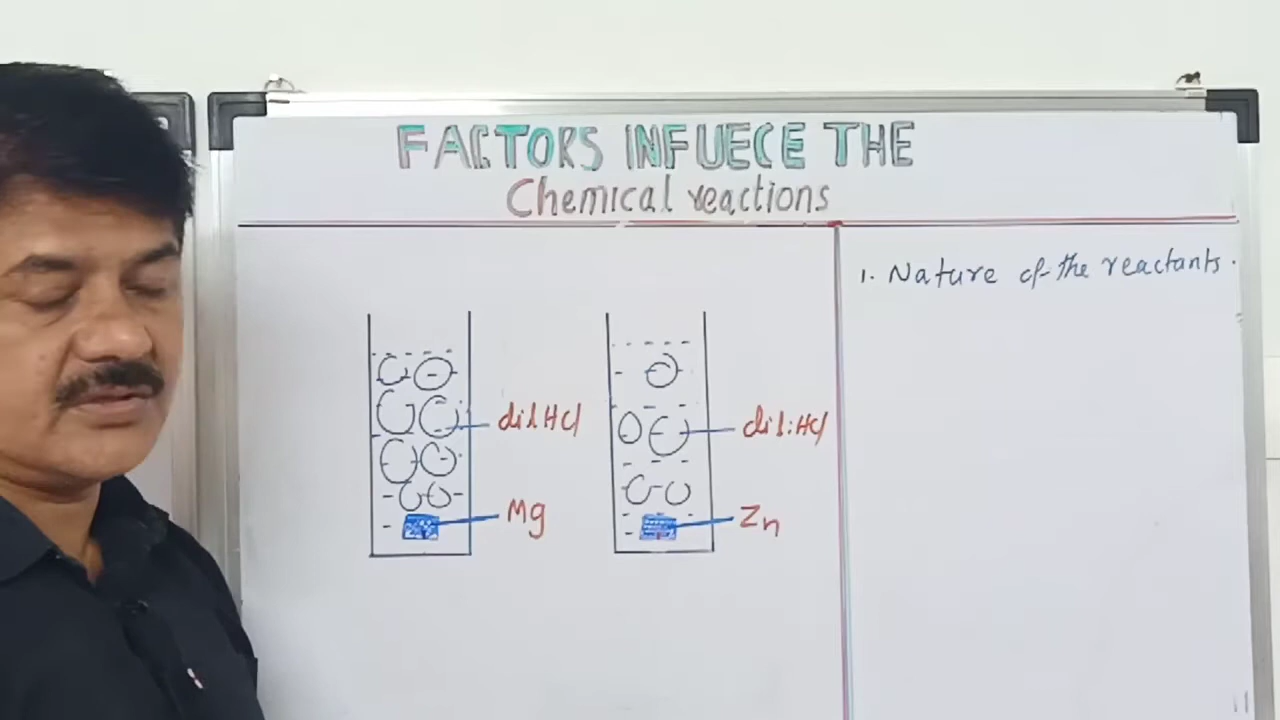 FACTORS INFUECE THE
Chemical reactions
1. Nature of the reactants.
dil HCl
dil:HCl
Mg
Zn